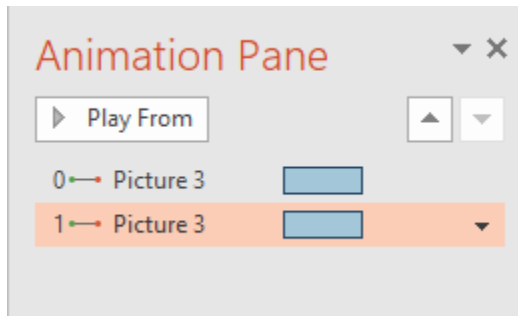 Animation Pane
Play From
0 Picture 3
1 Picture 3